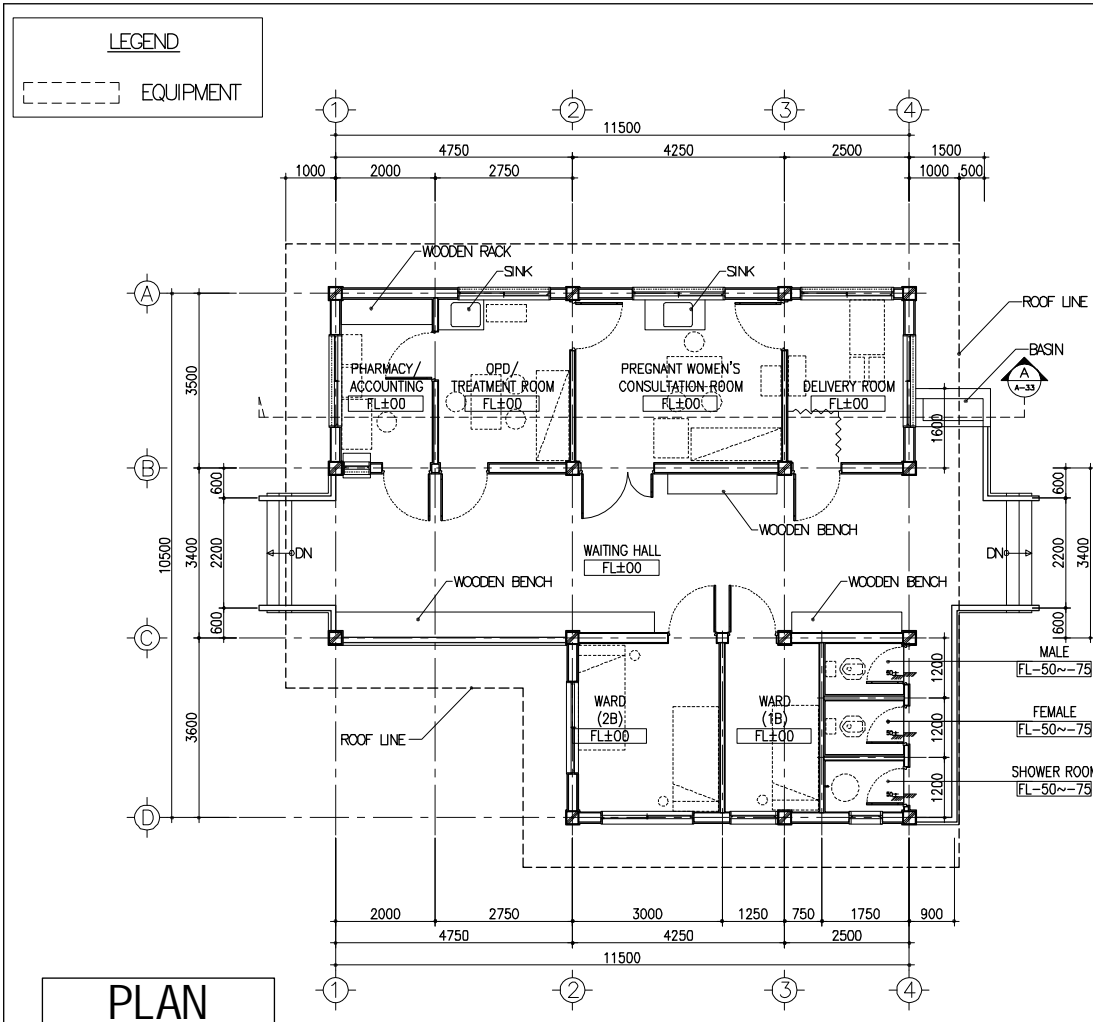 LEGEND
EQUIPMENT
1 2 3 4
11500
4750 4250 2500 1500
1000 2000 2750 1000 500
WOODEN RACK
SINK
SINK
A
ROOF LINE
BASIN
A
A-33
3500
PHARMACY/
ACCOUNTING
FL±00
OPD/
TREATMENT ROOM
FL±00
PREGNANT WOMEN'S
CONSULTATION ROOM
FL±00
DELIVERY ROOM
FL±00
1600
B
600
600
WOODEN BENCH
10500
3400
2200
DN
WAITING HALL
FL±00
DN
2200
3400
WOODEN BENCH
WOODEN BENCH
600
600
C
1200
MALE
FL-50~-75
3600
WARD
(2B)
FL±00
WARD
(1B)
FL±00
1200
FEMALE
FL-50~-75
ROOF LINE
1200
SHOWER ROOM
FL-50~-75
D
2000 2750 3000 1250 750 1750 900
4750 4250 2500
11500
1 2 3 4
PLAN